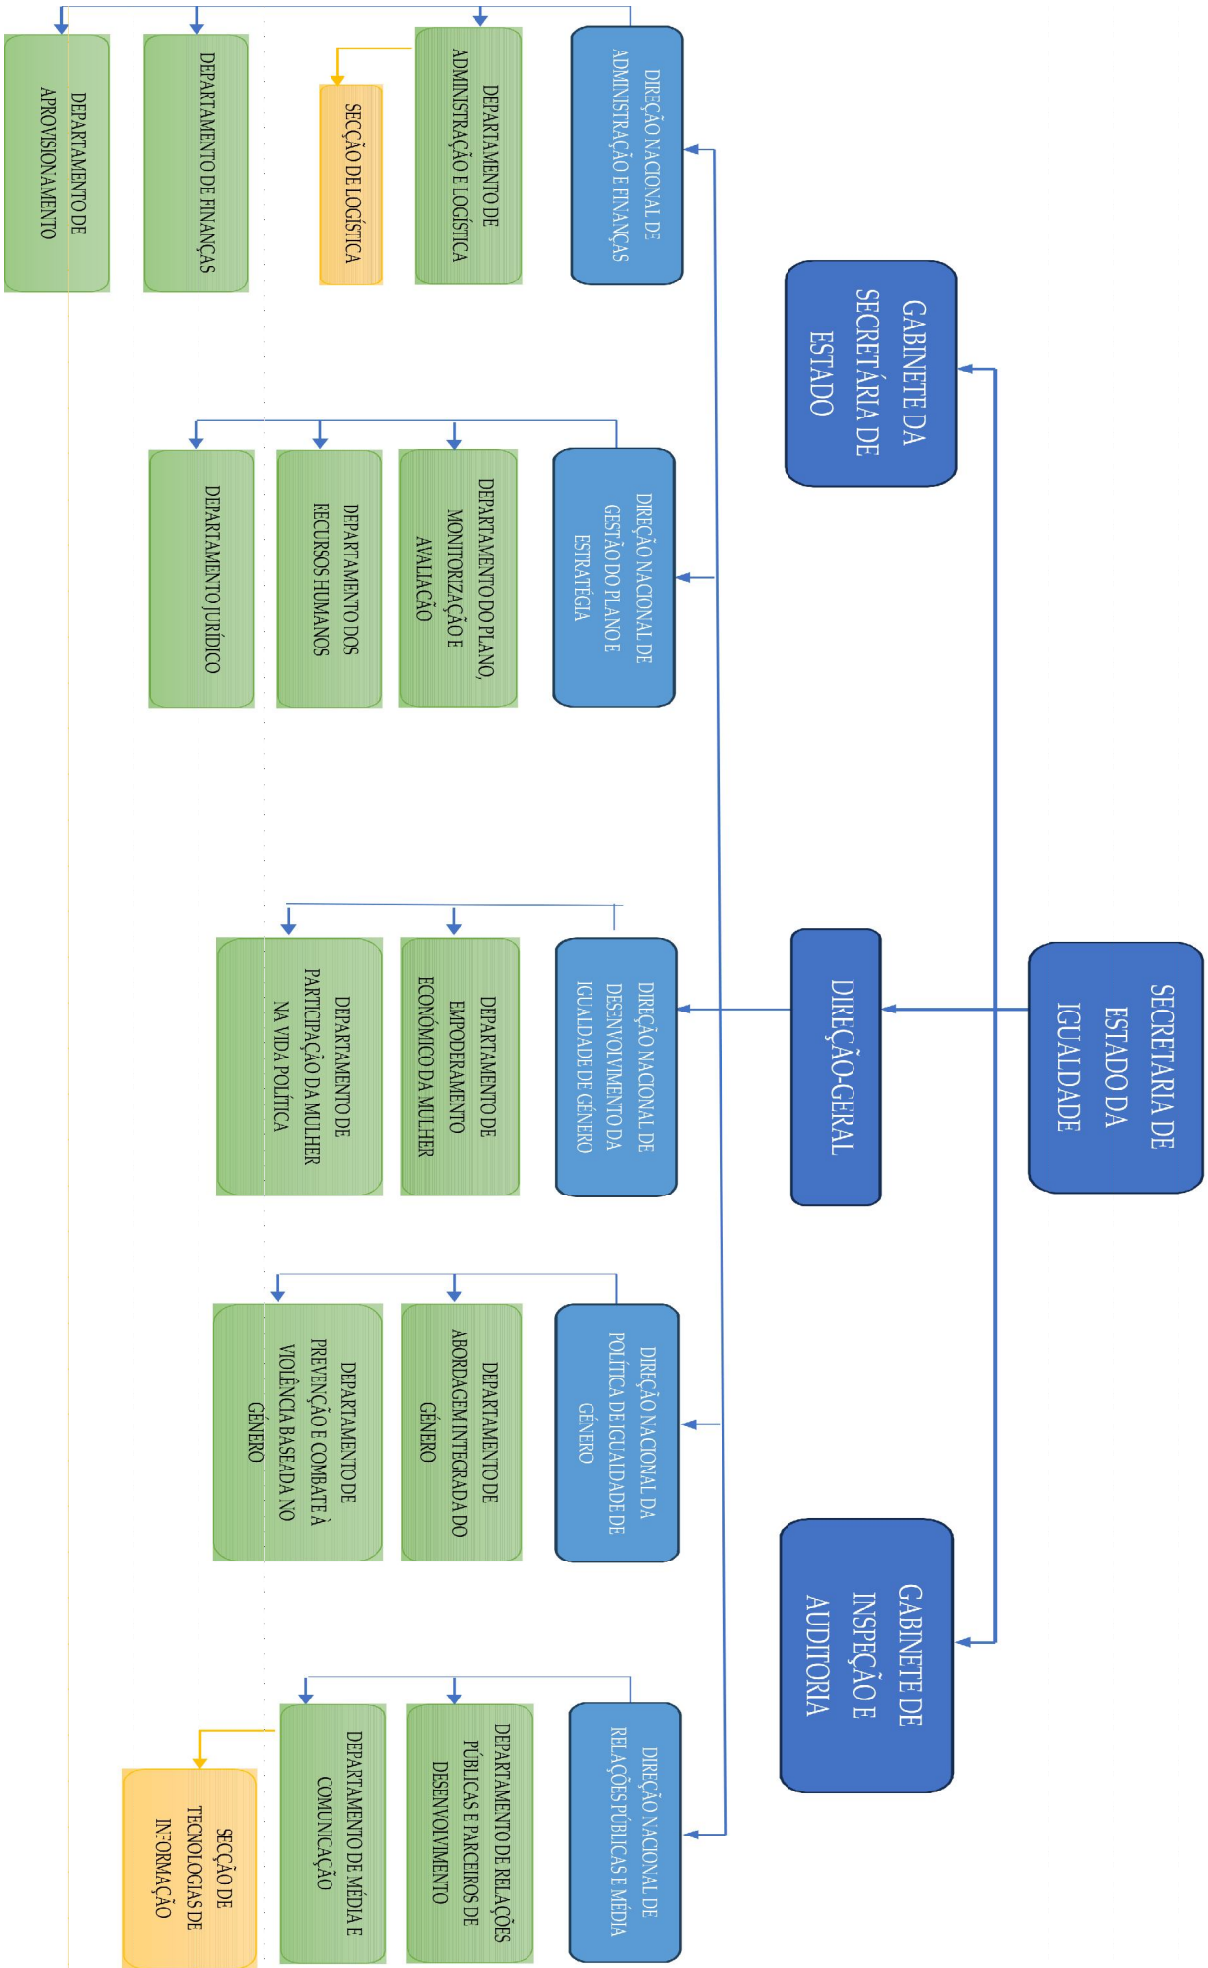 SECRETARIA DE
ESTADO DA
IGUALDADE
GABINETE DA
SECRETÁRIA DE
ESTADO
DIREÇÃO-GERAL
GABINETE DE
INSPEÇÃO E
AUDITORIA
DIREÇÃO NACIONAL DE
ADMINISTRAÇÃO E FINANÇAS
DEPARTAMENTO DE
ADMINISTRAÇÃO E LOGÍSTICA
SECÇÃO DE LOGÍSTICA
DEPARTAMENTO DE FINANÇAS
DEPARTAMENTO DE
APROVISIONAMENTO
DIREÇÃO NACIONAL DE
GESTÃO DO PLANO E
ESTRATÉGIA
DEPARTAMENTO DO PLANO,
MONITORIZAÇÃO E
AVALIAÇÃO
DEPARTAMENTO DOS
RECURSOS HUMANOS
DEPARTAMENTO JURÍDICO
DIREÇÃO NACIONAL DE
DESENVOLVIMENTO DA
IGUALDADE DE GÉNERO
DEPARTAMENTO DE
EMPODERAMENTO
ECONÓMICO DA MULHER
DEPARTAMENTO DE
PARTICIPAÇÃO DA MULHER
NA VIDA POLÍTICA
DIREÇÃO NACIONAL DA
POLÍTICA DE IGUALDADE DE
GÉNERO
DEPARTAMENTO DE
ABORDAGEM INTEGRADA DO
GÉNERO
DEPARTAMENTO DE
PREVENÇÃO E COMBATE À
VIOLÊNCIA BASEADA NO
GÉNERO
DIREÇÃO NACIONAL DE
RELAÇÕES PÚBLICAS E MÉDIA
DEPARTAMENTO DE RELAÇÕES
PÚBLICAS E PARCEIROS DE
DESENVOLVIMENTO
DEPARTAMENTO DE MÉDIA E
COMUNICAÇÃO
SECÇÃO DE
TECNOLOGIAS DE
INFORMAÇÃO